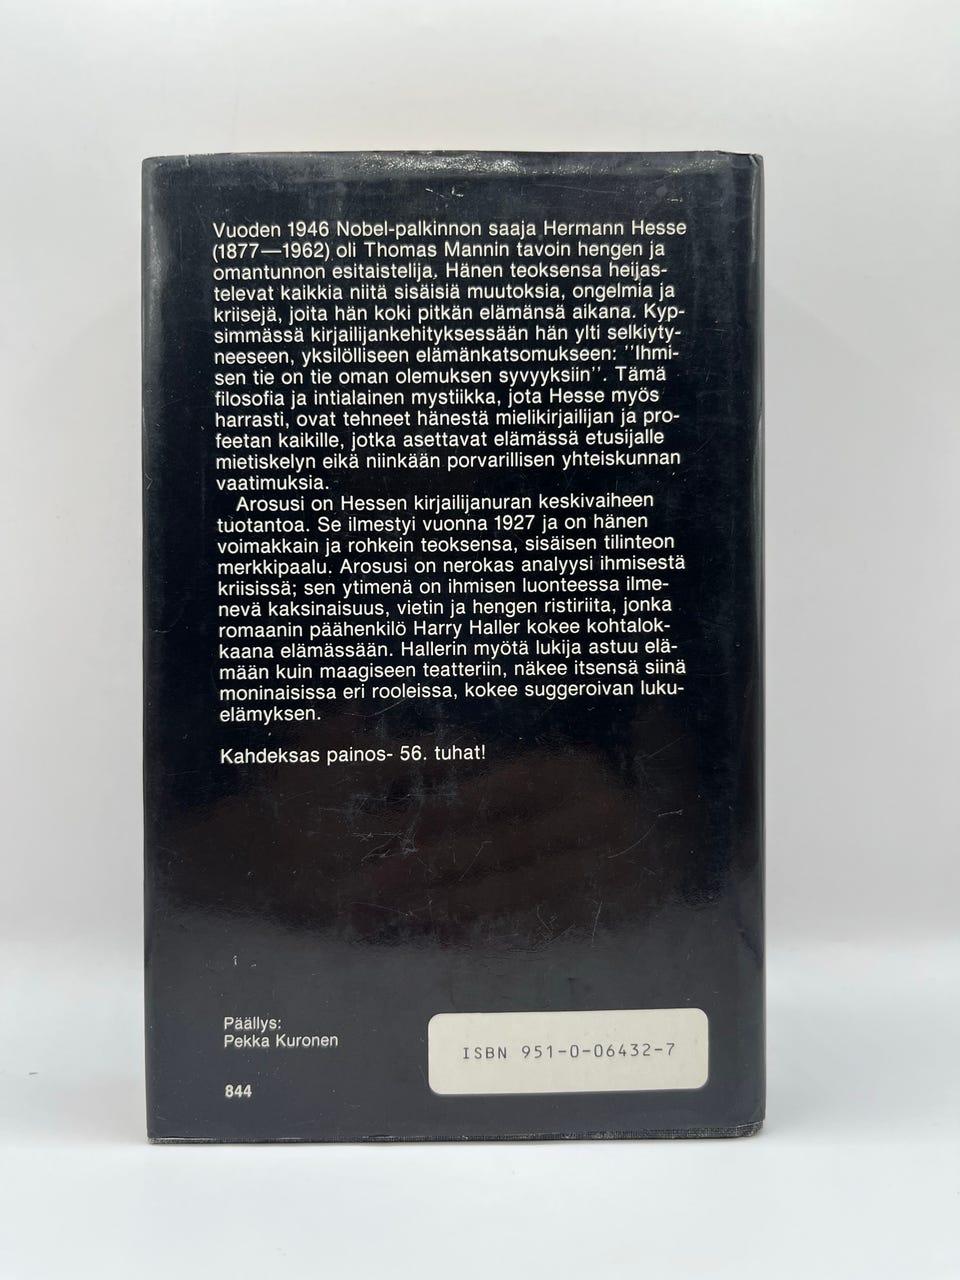 Vuoden 1946 Nobel-palkinnon saaja Hermann Hesse
(1877—1962) oli Thomas Mannin tavoin hengen ja
omantunnon esitaistelija. Hänen teoksensa heijas-
televat kaikkia niitä sisäisiä muutoksia, ongelmia ja
kriisejä, joita hän koki pitkän elämänsä aikana. Kyp-
simmässä kirjailijankehityksessään hän ylti selkiyty-
neeseen, yksilölliseen elämänkatsomukseen: ''Ihmi-
sen tie on tie oman olemuksen syvyyksiin''. Tämä
filosofia ja intialainen mystiikka, jota Hesse myös
harrasti, ovat tehneet hänestä mielikirjailijan ja pro-
feetan kaikille, jotka asettavat elämässä etusijalle
mietiskelyn eikä niinkään porvarillisen yhteiskunnan
vaatimuksia.
Arosusi on Hessen kirjailijanuran keskivaiheen
tuotantoa. Se ilmestyi vuonna 1927 ja on hänen
voimakkain ja rohkein teoksensa, sisäisen tilinteon
merkkipaalu. Arosusi on nerokas analyysi ihmisestä
kriisissä; sen ytimenä on ihmisen luonteessa ilme-
nevä kaksinaisuus, vietin ja hengen ristiriita, jonka
romaanin päähenkilö Harry Haller kokee kohtalok-
kaana elämässään. Hallerin myötä lukija astuu elä-
mään kuin maagiseen teatteriin, näkee itsensä siinä
moninaisissa eri rooleissa, kokee suggeroivan luku-
elämyksen.
Kahdeksas painos- 56. tuhat!
Päällys:
Pekka Kuronen
844
ISBN 951-0-06432-7